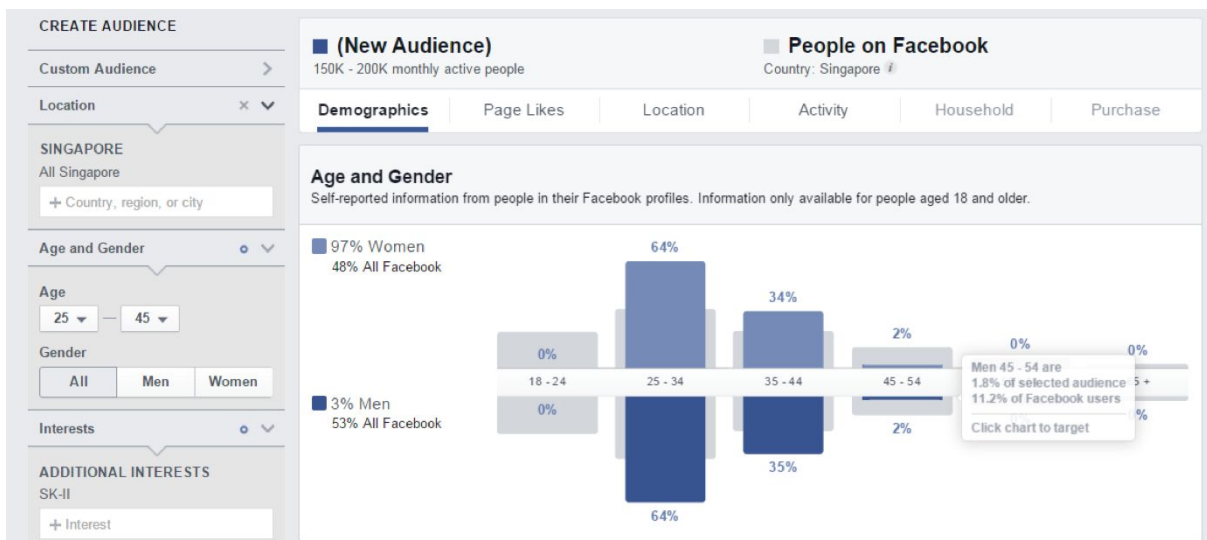 CREATE AUDIENCE
Custom Audience
Location
SINGAPORE
All Singapore
+ Country, region, or city
Age and Gender
Age
25 — 45
Gender
All Men Women
Interests
ADDITIONAL INTERESTS
SK-II
+ Interest
(New Audience)
150K - 200K monthly active people
People on Facebook
Country: Singapore i
Demographics Page Likes Location Activity Household Purchase
Age and Gender
Self-reported information from people in their Facebook profiles. Information only available for people aged 18 and older.
97% Women
48% All Facebook
64%
34%
2%
0%
0%
0%
18 - 24 25 - 34 35 - 44 45 - 54 5 +
3% Men
53% All Facebook
0%
64%
35%
2%
%
Men 45 - 54 are
1.8% of selected audience
11.2% of Facebook users
Click chart to target